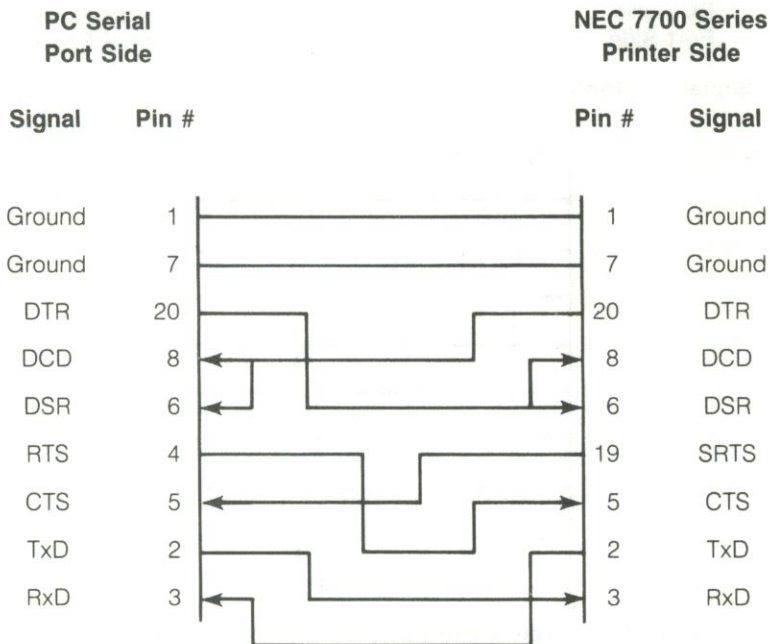 PC Serial NEC 7700 Series
Port Side Printer Side
Signal Pin # Pin # Signal
Ground 1 1 Ground
Ground 7 7 Ground
DTR 20 20 DTR
DCD 8 8 DCD
DSR 6 6 DSR
RTS 4 19 SRTS
CTS 5 5 CTS
TxD 2 2 TxD
RxD 3 3 RxD